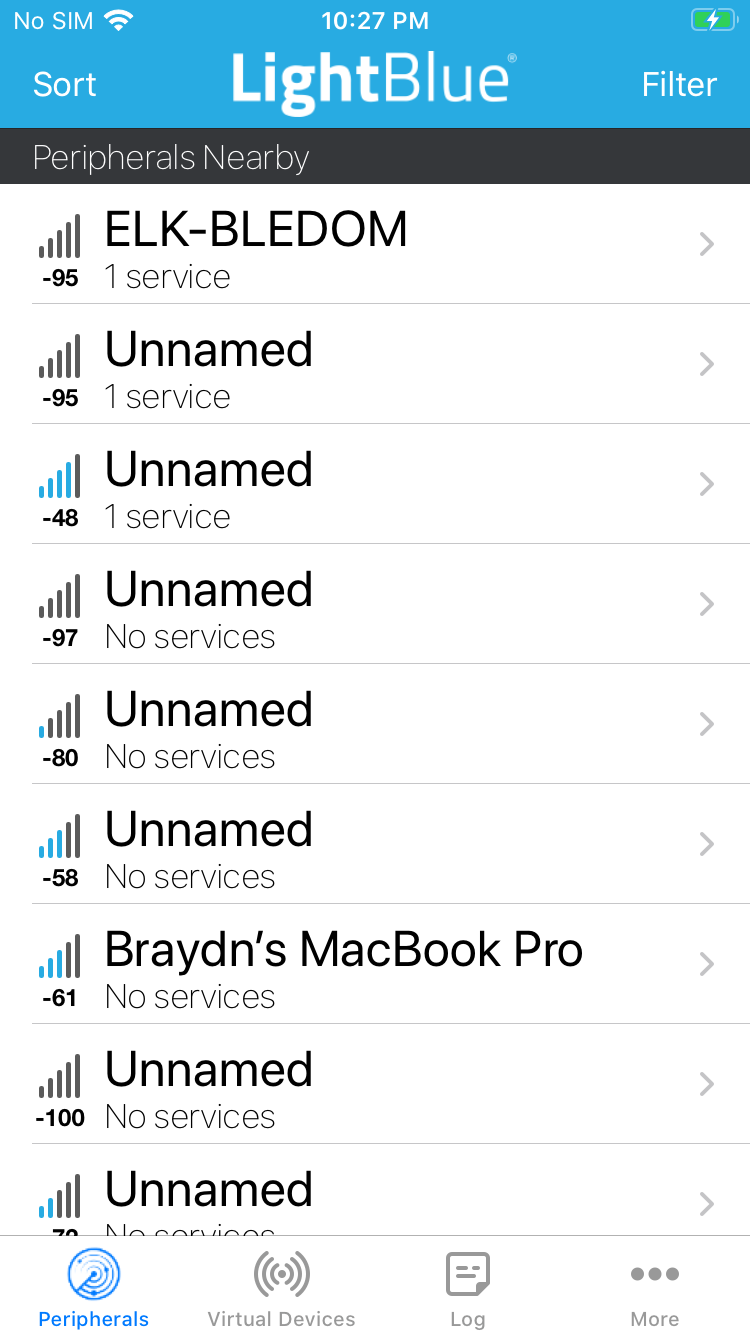 No SIM 10:27 PM
Sort LightBlue® Filter
Peripherals Nearby
ELK-BLEDOM
-95 1 service
Unnamed
-95 1 service
Unnamed
-48 1 service
Unnamed
-97 No services
Unnamed
-80 No services
Unnamed
-58 No services
Braydn’s MacBook Pro
-61 No services
Unnamed
-100 No services
Unnamed
No services
Peripherals Virtual Devices Log More